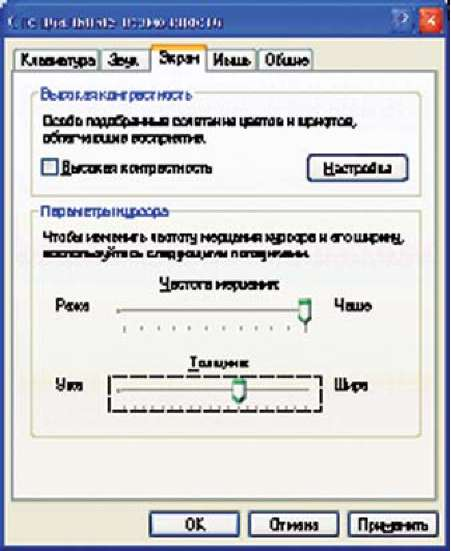 Специальные возможности
Клавиатура Звук Экран Мышь Общие
Высокая контрастность
Особо подобранные сочетания цветов и шрифтов,
облегчающие восприятие.
Высокая контрастность
Настройка
Параметры курсора
Чтобы изменить частоту мерцания курсора и его ширину,
воспользуйтесь следующими ползунками.
Частота мерцания:
Реже Чаще
Толщина:
Уже Шире
ОК Отмена Применить